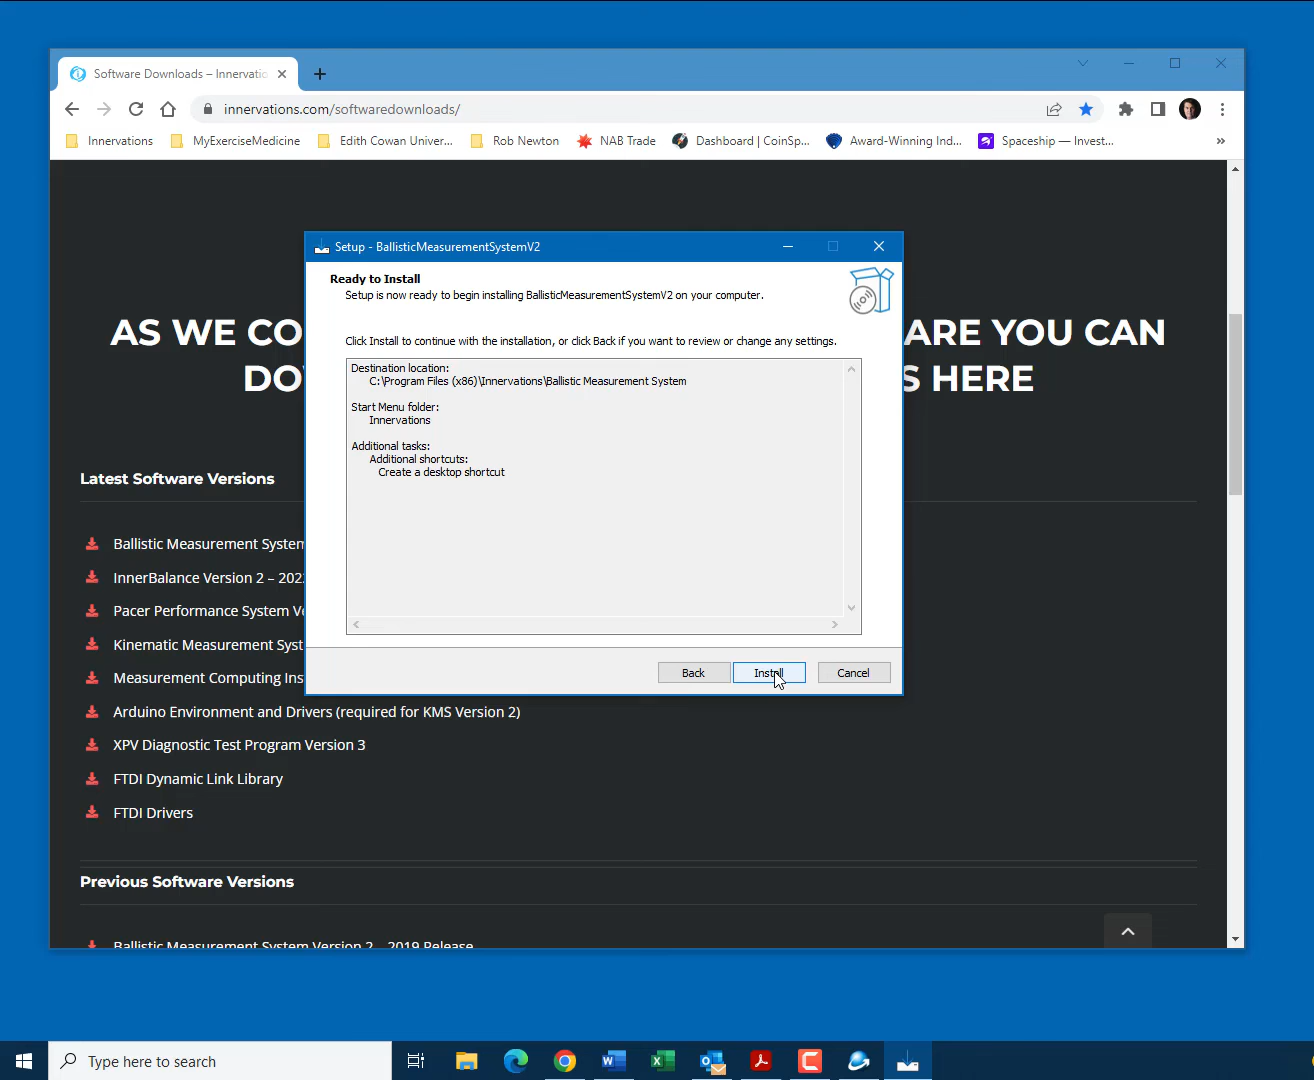 Software Downloads – Innervatio
innervations.com/softwaredownloads/
Innervations
MyExerciseMedicine
Edith Cowan Univer...
Rob Newton
NAB Trade
Dashboard | CoinSp...
Award-Winning Ind...
Spaceship — Invest...
»
Setup - BallisticMeasurementSystemV2
Ready to Install
Setup is now ready to begin installing BallisticMeasurementSystemV2 on your computer.
Click Install to continue with the installation, or click Back if you want to review or change any settings.
Destination location:
C:\Program Files (x86)\Innervations\Ballistic Measurement System
Start Menu folder:
Innervations
Additional tasks:
Additional shortcuts:
Create a desktop shortcut
Back
Install
Cancel
AS WE CO
ARE YOU CAN
DO
S HERE
Latest Software Versions
Ballistic Measurement System
InnerBalance Version 2 – 202
Pacer Performance System Ve
Kinematic Measurement Syst
Measurement Computing Ins
Arduino Environment and Drivers (required for KMS Version 2)
XPV Diagnostic Test Program Version 3
FTDI Dynamic Link Library
FTDI Drivers
Previous Software Versions
Ballistic Measurement System Version 2 – 2019 Release
Type here to search